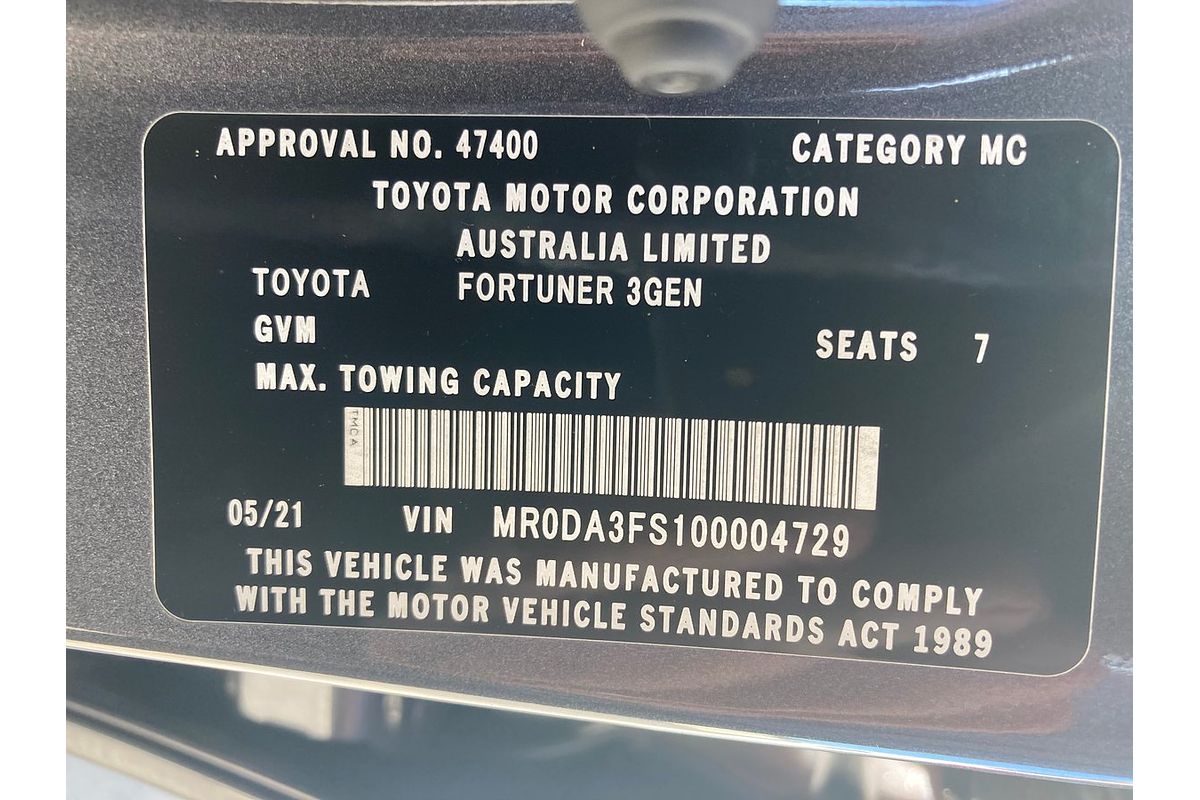 APPROVAL NO. 47400 CATEGORY MC
TOYOTA MOTOR CORPORATION
AUSTRALIA LIMITED
TOYOTA FORTUNER 3GEN
GVM SEATS 7
MAX. TOWING CAPACITY
TMCA
05/21 VIN MR0DA3FS100004729
THIS VEHICLE WAS MANUFACTURED TO COMPLY
WITH THE MOTOR VEHICLE STANDARDS ACT 1989